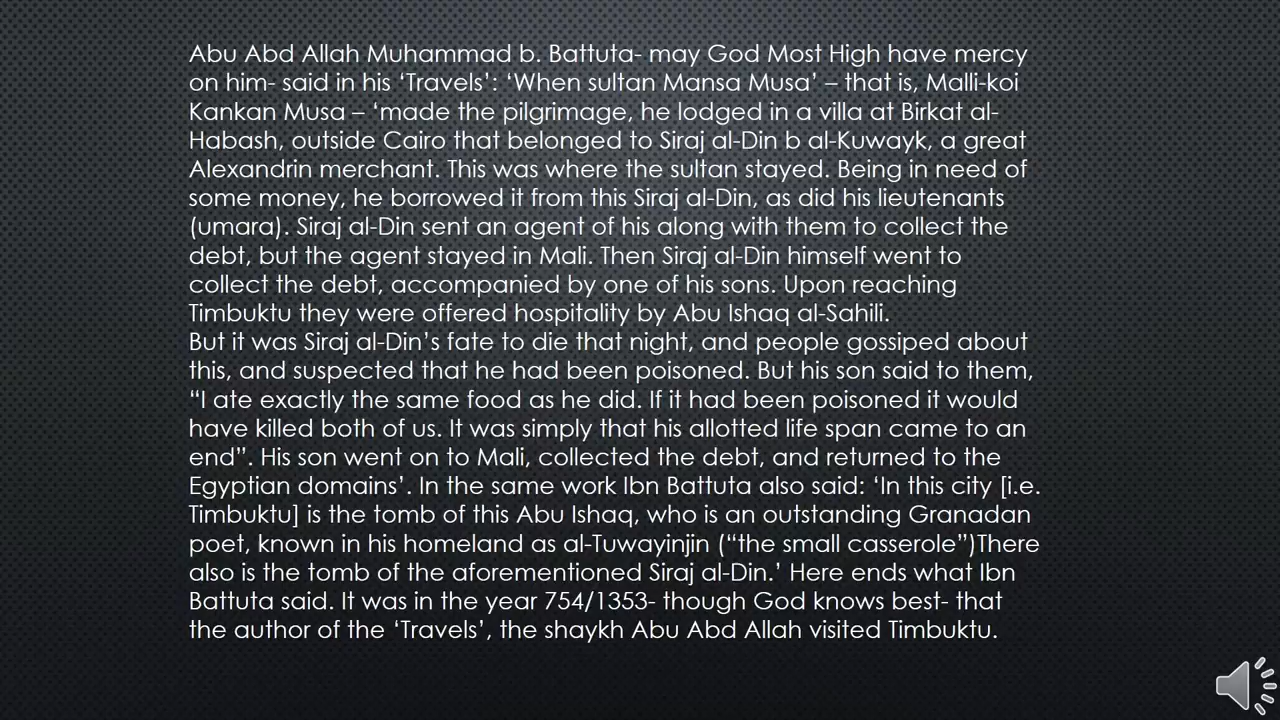 Abu Abd Allah Muhammad b. Battuta- may God Most High have mercy
on him- said in his ‘Travels’: ‘When sultan Mansa Musa’ – that is, Malli-koi
Kankan Musa – ‘made the pilgrimage, he lodged in a villa at Birkat al-
Habash, outside Cairo that belonged to Siraj al-Din b al-Kuwayk, a great
Alexandrin merchant. This was where the sultan stayed. Being in need of
some money, he borrowed it from this Siraj al-Din, as did his lieutenants
(umara). Siraj al-Din sent an agent of his along with them to collect the
debt, but the agent stayed in Mali. Then Siraj al-Din himself went to
collect the debt, accompanied by one of his sons. Upon reaching
Timbuktu they were offered hospitality by Abu Ishaq al-Sahili.
But it was Siraj al-Din’s fate to die that night, and people gossiped about
this, and suspected that he had been poisoned. But his son said to them,
“I ate exactly the same food as he did. If it had been poisoned it would
have killed both of us. It was simply that his allotted life span came to an
end”. His son went on to Mali, collected the debt, and returned to the
Egyptian domains’. In the same work Ibn Battuta also said: ‘In this city [i.e.
Timbuktu] is the tomb of this Abu Ishaq, who is an outstanding Granadan
poet, known in his homeland as al-Tuwayinjin (“the small casserole”)There
also is the tomb of the aforementioned Siraj al-Din.’ Here ends what Ibn
Battuta said. It was in the year 754/1353- though God knows best- that
the author of the ‘Travels’, the shaykh Abu Abd Allah visited Timbuktu.